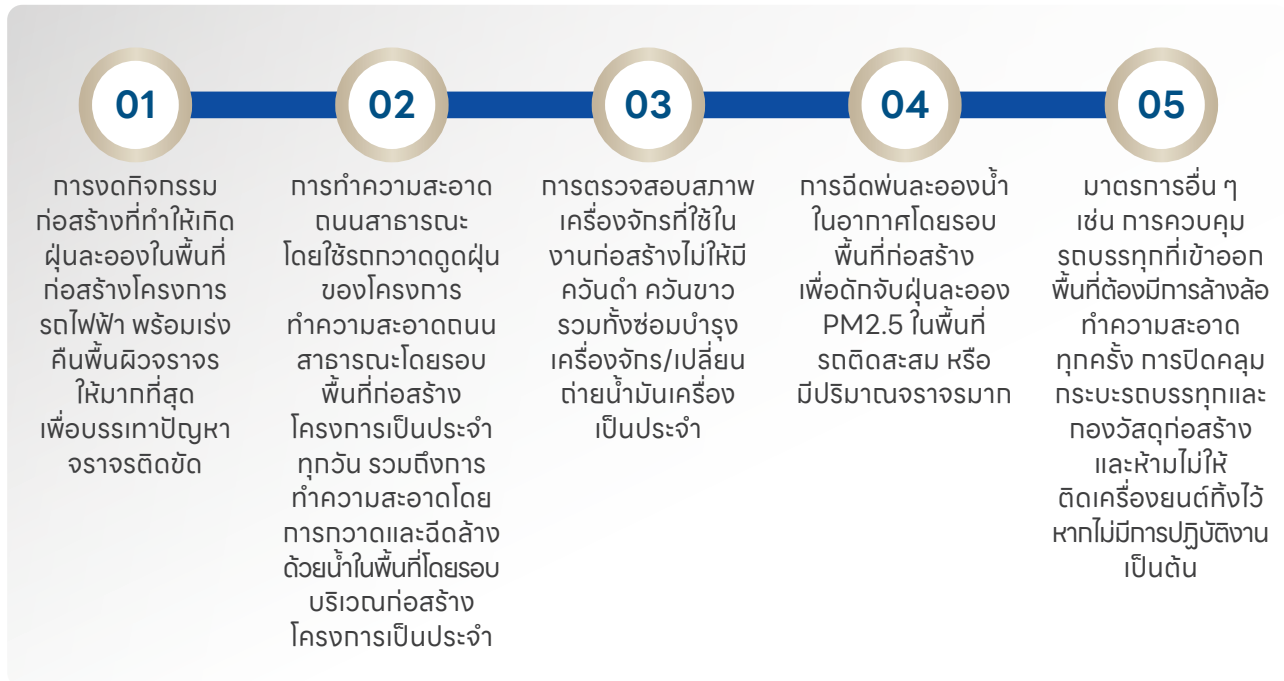 01
การงดกิจกรรม
ก่อสร้างที่ทำให้เกิด
ฝุ่นละอองในพื้นที่
ก่อสร้างโครงการ
รถไฟฟ้า พร้อมเร่ง
คืนพื้นผิวจราจร
ให้มากที่สุด
เพื่อบรรเทาปัญหา
จราจรติดขัด
02
การทำความสะอาด
ถนนสาธารณะ
โดยใช้รถกวาดดูดฝุ่น
ของโครงการ
ทำความสะอาดถนน
สาธารณะโดยรอบ
พื้นที่ก่อสร้าง
โครงการเป็นประจำ
ทุกวัน รวมถึงการ
ทำความสะอาดโดย
การกวาดและฉีดล้าง
ด้วยน้ำในพื้นที่โดยรอบ
บริเวณก่อสร้าง
โครงการเป็นประจำ
03
การตรวจสอบสภาพ
เครื่องจักรที่ใช้ใน
งานก่อสร้างไม่ให้มี
ควันดำ ควันขาว
รวมทั้งซ่อมบำรุง
เครื่องจักร/เปลี่ยน
ถ่ายน้ำมันเครื่อง
เป็นประจำ
04
การฉีดพ่นละอองน้ำ
ในอากาศโดยรอบ
พื้นที่ก่อสร้าง
เพื่อดักจับฝุ่นละออง
PM2.5 ในพื้นที่
รถติดสะสม หรือ
มีปริมาณจราจรมาก
05
มาตรการอื่น ๆ
เช่น การควบคุม
รถบรรทุกที่เข้าออก
พื้นที่ต้องมีการล้างล้อ
ทำความสะอาด
ทุกครั้ง การปิดคลุม
กระบะรถบรรทุกและ
กองวัสดุก่อสร้าง
และห้ามไม่ให้
ติดเครื่องยนต์ทิ้งไว้
หากไม่มีการปฏิบัติงาน
เป็นต้น